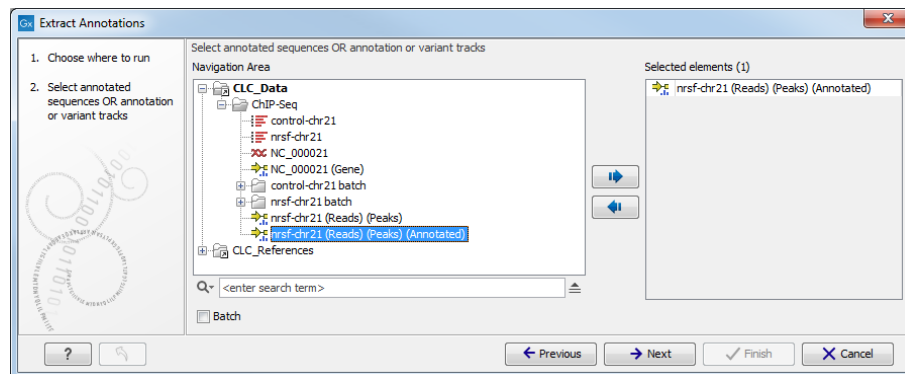 Gx Extract Annotations
1. Choose where to run
2. Select annotated
sequences OR annotation
or variant tracks
Select annotated sequences OR annotation or variant tracks
Navigation Area
CLC_Data
ChIP-Seq
control-chr21
nrsf-chr21
NC_000021
NC_000021 (Gene)
control-chr21 batch
nrsf-chr21 batch
nrsf-chr21 (Reads) (Peaks)
nrsf-chr21 (Reads) (Peaks) (Annotated)
CLC_References
<enter search term>
Batch
Selected elements (1)
nrsf-chr21 (Reads) (Peaks) (Annotated)
?
Previous
Next
Finish
Cancel